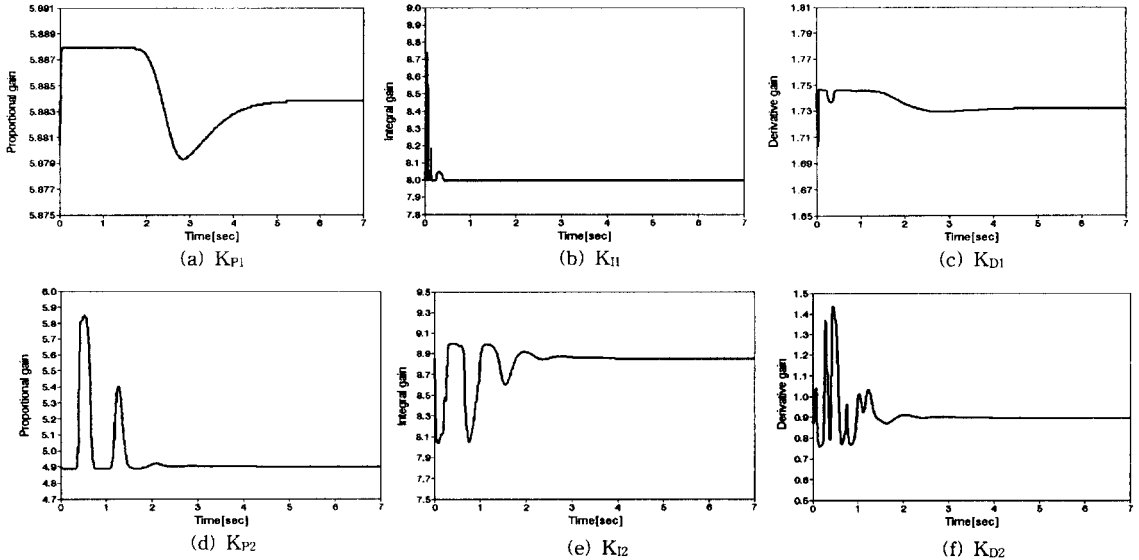 5.891
5.889
5.887
5.885
5.883
5.881
5.879
5.877
5.875
Proportional gain
0 1 2 3 4 5 6 7
Time[sec]
(a) K_P1
9.0
8.9
8.8
8.7
8.6
8.5
8.4
8.3
8.2
8.1
8.0
7.9
7.8
Integral gain
0 1 2 3 4 5 6 7
Time[sec]
(b) K_I1
1.81
1.79
1.77
1.75
1.73
1.71
1.69
1.67
1.65
Derivative gain
0 1 2 3 4 5 6 7
Time[sec]
(c) K_D1
6.0
5.9
5.8
5.7
5.6
5.5
5.4
5.3
5.2
5.1
5.0
4.9
4.8
4.7
Proportional gain
0 1 2 3 4 5 6 7
Time[sec]
(d) K_P2
9.5
9.3
9.1
8.9
8.7
8.5
8.3
8.1
7.9
7.7
7.5
Integral gain
0 1 2 3 4 5 6 7
Time[sec]
(e) K_I2
1.5
1.4
1.3
1.2
1.1
1.0
0.9
0.8
0.7
0.6
0.5
Derivative gain
0 1 2 3 4 5 6 7
Time[sec]
(f) K_D2